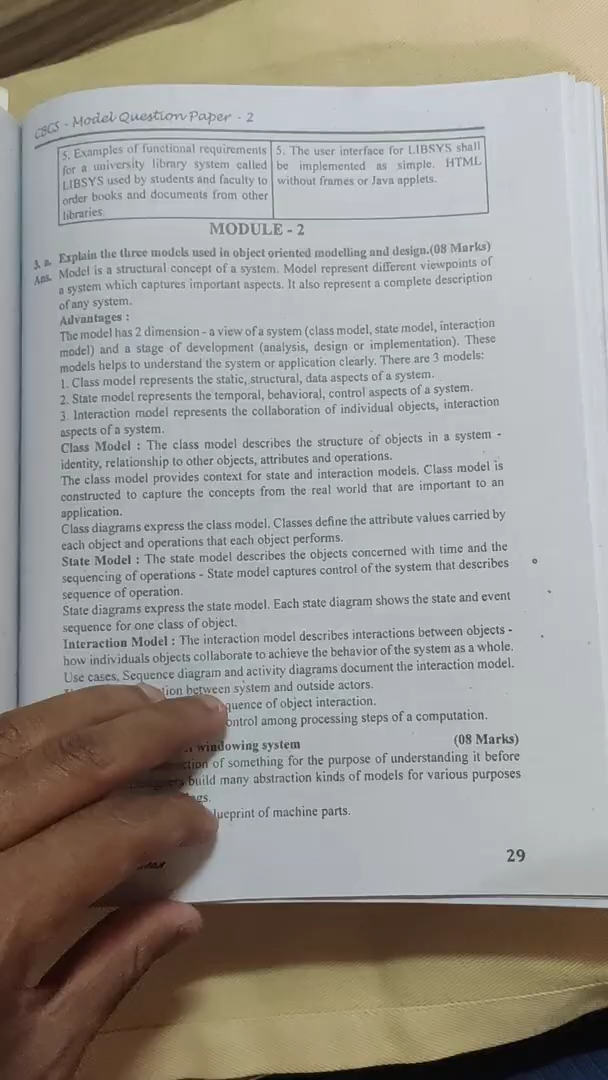 CBCS - Model Question Paper - 2
5. Examples of functional requirements
for a university library system called
LIBSYS used by students and faculty to
order books and documents from other
libraries.
5. The user interface for LIBSYS shall
be implemented as simple. HTML
without frames or Java applets.
MODULE - 2
3. a. Explain the three models used in object oriented modelling and design.(08 Marks)
Ans. Model is a structural concept of a system. Model represent different viewpoints of
a system which captures important aspects. It also represent a complete description
of any system.
Advantages :
The model has 2 dimension - a view of a system (class model, state model, interaction
model) and a stage of development (analysis, design or implementation). These
models helps to understand the system or application clearly. There are 3 models:
1. Class model represents the static, structural, data aspects of a system.
2. State model represents the temporal, behavioral, control aspects of a system.
3. Interaction model represents the collaboration of individual objects, interaction
aspects of a system.
Class Model : The class model describes the structure of objects in a system -
identity, relationship to other objects, attributes and operations.
The class model provides context for state and interaction models. Class model is
constructed to capture the concepts from the real world that are important to an
application.
Class diagrams express the class model. Classes define the attribute values carried by
each object and operations that each object performs.
State Model : The state model describes the objects concerned with time and the
sequencing of operations - State model captures control of the system that describes
sequence of operation.
State diagrams express the state model. Each state diagram shows the state and event
sequence for one class of object.
Interaction Model : The interaction model describes interactions between objects -
how individuals objects collaborate to achieve the behavior of the system as a whole.
Use cases, Sequence diagram and activity diagrams document the interaction model.
between system and outside actors.
of object interaction.
among processing steps of a computation.
windowing system (08 Marks)
of something for the purpose of understanding it before
build many abstraction kinds of models for various purposes
of machine parts.
29